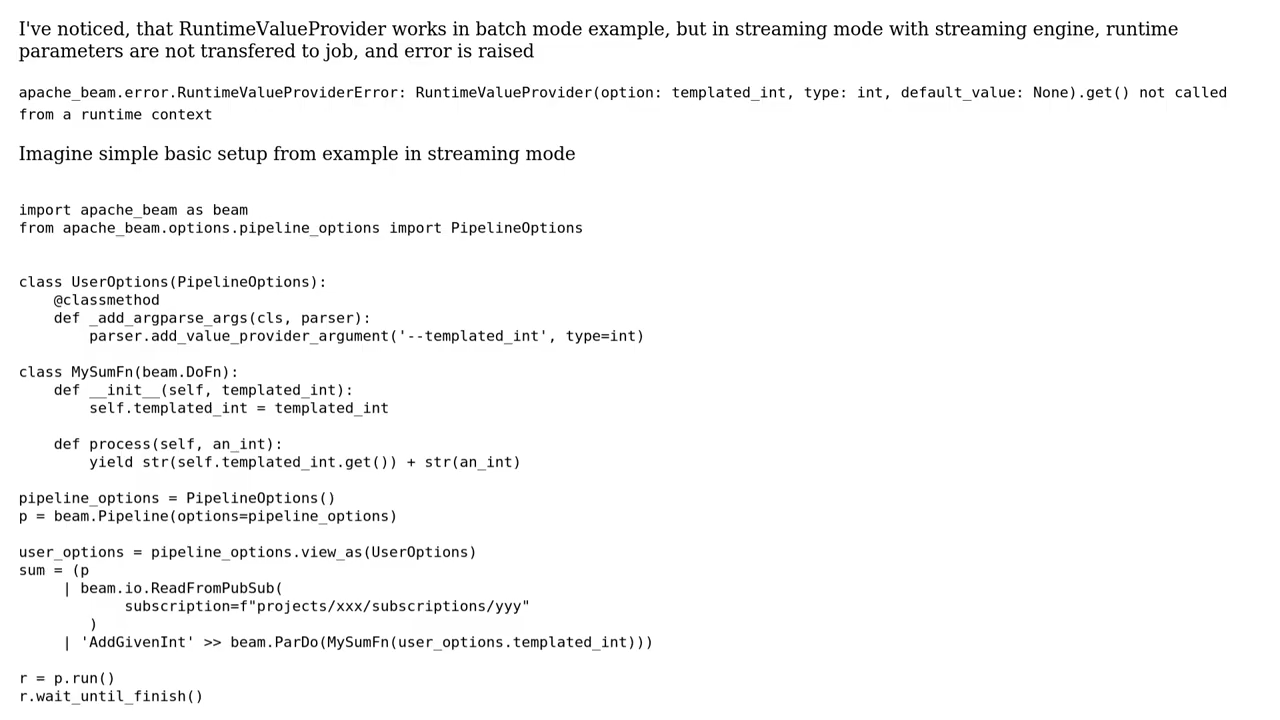 I've noticed, that RuntimeValueProvider works in batch mode example, but in streaming mode with streaming engine, runtime
parameters are not transfered to job, and error is raised
apache_beam.error.RuntimeValueProviderError: RuntimeValueProvider(option: templated_int, type: int, default_value: None).get() not called
from a runtime context
Imagine simple basic setup from example in streaming mode
import apache_beam as beam
from apache_beam.options.pipeline_options import PipelineOptions
class UserOptions(PipelineOptions):
    @classmethod
    def _add_argparse_args(cls, parser):
        parser.add_value_provider_argument('--templated_int', type=int)
class MySumFn(beam.DoFn):
    def __init__(self, templated_int):
        self.templated_int = templated_int
    def process(self, an_int):
        yield str(self.templated_int.get()) + str(an_int)
pipeline_options = PipelineOptions()
p = beam.Pipeline(options=pipeline_options)
user_options = pipeline_options.view_as(UserOptions)
sum = (p
     | beam.io.ReadFromPubSub(
            subscription=f"projects/xxx/subscriptions/yyy"
        )
     | 'AddGivenInt' >> beam.ParDo(MySumFn(user_options.templated_int)))
r = p.run()
r.wait_until_finish()